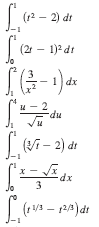 ∫_{-1}^{1} (t² − 2) dt
∫_{0}^{1} (2t − 1)² dt
∫_{1}^{2} (3/x² − 1) dx
∫_{1}^{4} (u − 2)/√u du
∫_{-1}^{1} (∛t − 2) dt
∫_{0}^{1} (x − √x)/3 dx
∫_{-1}^{0} (t^{1/3} − t^{2/3}) dt